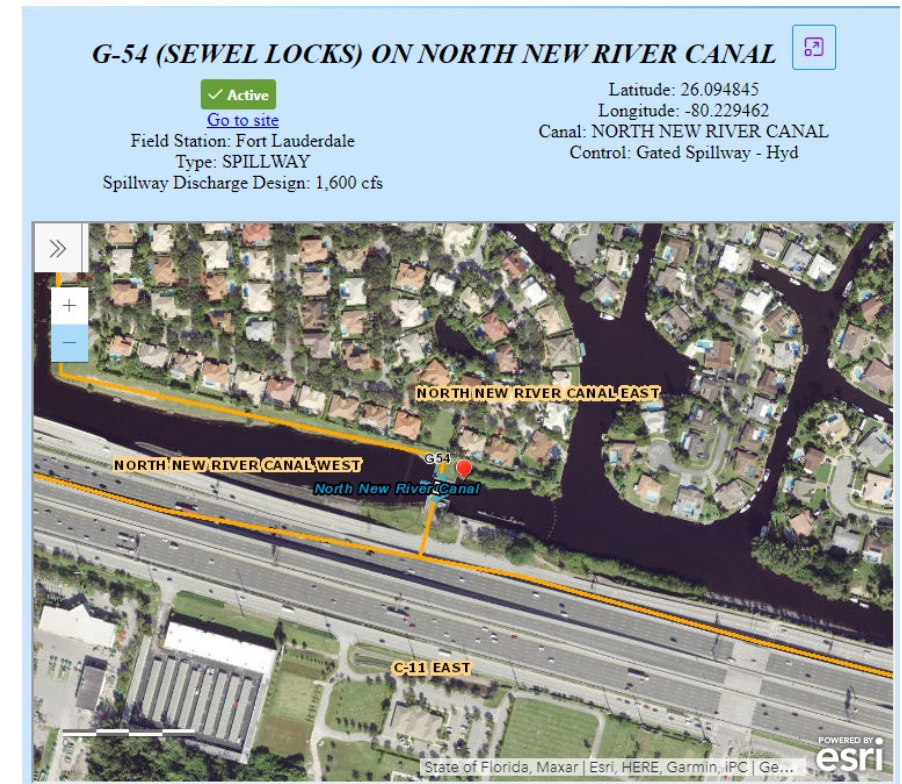 G-54 (SEWEL LOCKS) ON NORTH NEW RIVER CANAL
Active
Go to site
Field Station: Fort Lauderdale
Type: SPILLWAY
Spillway Discharge Design: 1,600 cfs
Latitude: 26.094845
Longitude: -80.229462
Canal: NORTH NEW RIVER CANAL
Control: Gated Spillway - Hyd
NORTH NEW RIVER CANAL EAST
G54
NORTH NEW RIVER CANAL WEST
North New River Canal
C-11 EAST
State of Florida, Maxar | Esri, HERE, Garmin, iPC | Ge...
POWERED BY
esri